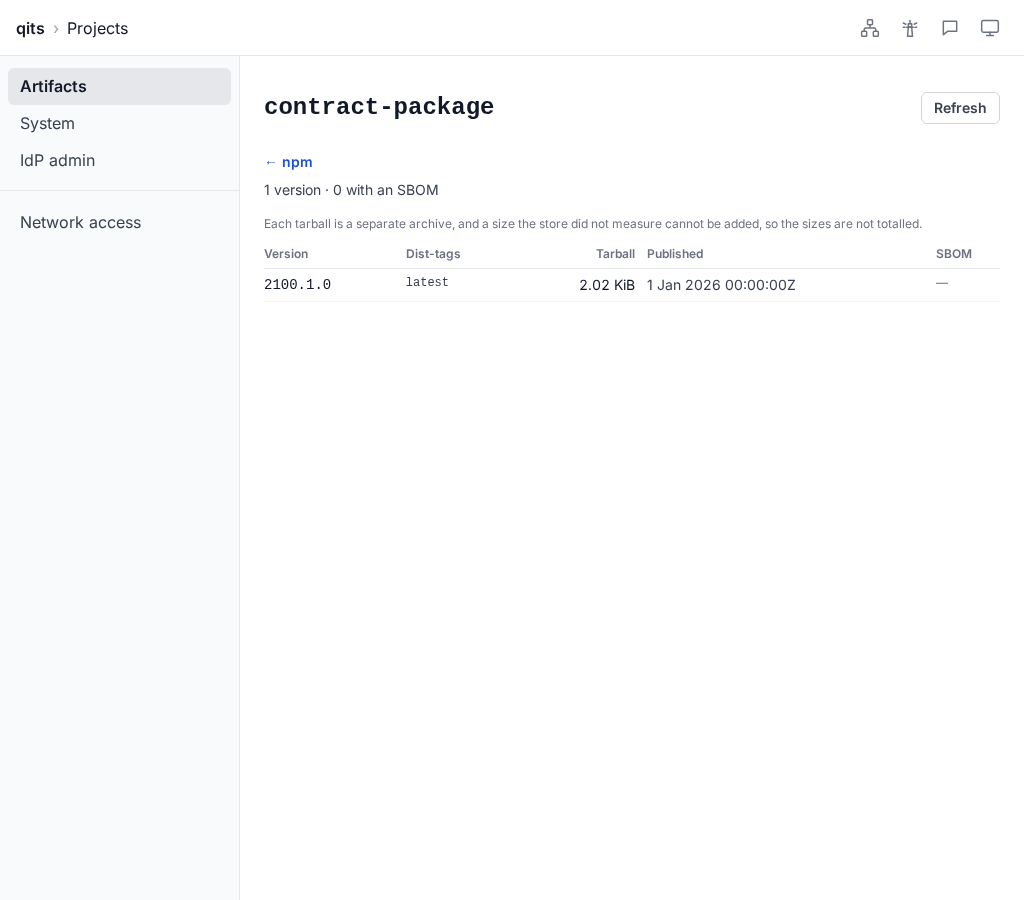 qits › Projects
Artifacts
System
IdP admin
Network access
contract-package
Refresh
← npm
1 version · 0 with an SBOM
Each tarball is a separate archive, and a size the store did not measure cannot be added, so the sizes are not totalled.
Version Dist-tags Tarball Published SBOM
2100.1.0 latest 2.02 KiB 1 Jan 2026 00:00:00Z —